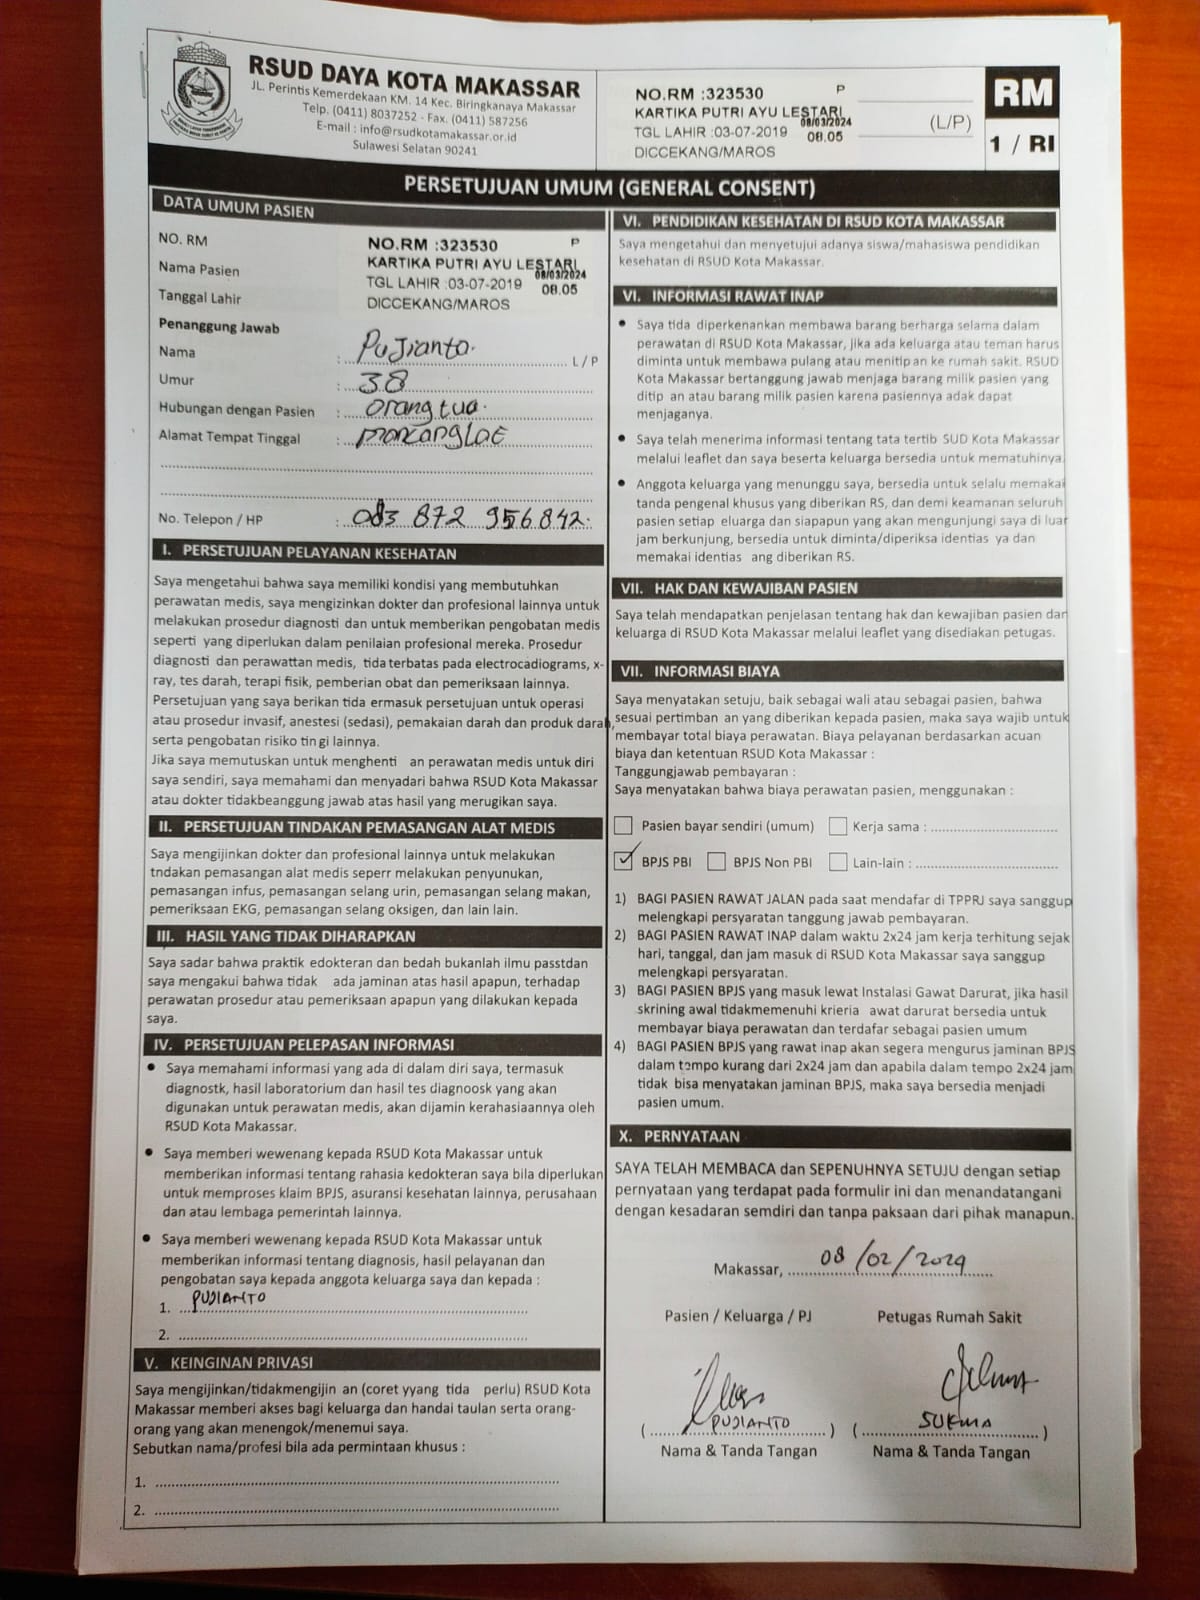 RSUD DAYA KOTA MAKASSAR
JL. Perintis Kemerdekaan KM. 14 Kec. Biringkanaya Makassar
Telp. (0411) 8037252 - Fax. (0411) 587256
E-mail : info@rsudkotamakassar.or.id
Sulawesi Selatan 90241
NO.RM :323530 P
KARTIKA PUTRI AYU LESTARI
08/03/2024
TGL LAHIR :03-07-2019 08.05
DICCEKANG/MAROS
(L/P)
RM
1 / RI
PERSETUJUAN UMUM (GENERAL CONSENT)
DATA UMUM PASIEN
NO. RM
Nama Pasien
Tanggal Lahir
NO.RM :323530 P
KARTIKA PUTRI AYU LESTARI
08/03/2024
TGL LAHIR :03-07-2019 08.05
DICCEKANG/MAROS
Penanggung Jawab
Nama : Pujianto. L / P
Umur : 38
Hubungan dengan Pasien : orang tua.
Alamat Tempat Tinggal :
No. Telepon / HP : 083 872 956842.
I. PERSETUJUAN PELAYANAN KESEHATAN
Saya mengetahui bahwa saya memiliki kondisi yang membutuhkan
perawatan medis, saya mengizinkan dokter dan profesional lainnya untuk
melakukan prosedur diagnosti dan untuk memberikan pengobatan medis
seperti yang diperlukan dalam penilaian profesional mereka. Prosedur
diagnosti dan perawattan medis, tida terbatas pada electrocadiograms, x-
ray, tes darah, terapi fisik, pemberian obat dan pemeriksaan lainnya.
Persetujuan yang saya berikan tida ermasuk persetujuan untuk operasi
atau prosedur invasif, anestesi (sedasi), pemakaian darah dan produk darah,
serta pengobatan risiko tin gi lainnya.
Jika saya memutuskan untuk menghenti an perawatan medis untuk diri
saya sendiri, saya memahami dan menyadari bahwa RSUD Kota Makassar
atau dokter tidakbeanggung jawab atas hasil yang merugikan saya.
II. PERSETUJUAN TINDAKAN PEMASANGAN ALAT MEDIS
Saya mengijinkan dokter dan profesional lainnya untuk melakukan
tndakan pemasangan alat medis seperr melakukan penyunukan,
pemasangan infus, pemasangan selang urin, pemasangan selang makan,
pemeriksaan EKG, pemasangan selang oksigen, dan lain lain.
III. HASIL YANG TIDAK DIHARAPKAN
Saya sadar bahwa praktik edokteran dan bedah bukanlah ilmu passtdan
saya mengakui bahwa tidak ada jaminan atas hasil apapun, terhadap
perawatan prosedur atau pemeriksaan apapun yang dilakukan kepada
saya.
IV. PERSETUJUAN PELEPASAN INFORMASI
• Saya memahami informasi yang ada di dalam diri saya, termasuk
diagnostk, hasil laboratorium dan hasil tes diagnoosk yang akan
digunakan untuk perawatan medis, akan dijamin kerahasiaannya oleh
RSUD Kota Makassar.
• Saya memberi wewenang kepada RSUD Kota Makassar untuk
memberikan informasi tentang rahasia kedokteran saya bila diperlukan
untuk memproses klaim BPJS, asuransi kesehatan lainnya, perusahaan
dan atau lembaga pemerintah lainnya.
• Saya memberi wewenang kepada RSUD Kota Makassar untuk
memberikan informasi tentang diagnosis, hasil pelayanan dan
pengobatan saya kepada anggota keluarga saya dan kepada :
1. PUJIANTO
2.
V. KEINGINAN PRIVASI
Saya mengijinkan/tidakmengijin an (coret yyang tida perlu) RSUD Kota
Makassar memberi akses bagi keluarga dan handai taulan serta orang-
orang yang akan menengok/menemui saya.
Sebutkan nama/profesi bila ada permintaan khusus :
1.
2.
VI. PENDIDIKAN KESEHATAN DI RSUD KOTA MAKASSAR
Saya mengetahui dan menyetujui adanya siswa/mahasiswa pendidikan
kesehatan di RSUD Kota Makassar.
VI. INFORMASI RAWAT INAP
• Saya tida diperkenankan membawa barang berharga selama dalam
perawatan di RSUD Kota Makassar, jika ada keluarga atau teman harus
diminta untuk membawa pulang atau menitip an ke rumah sakit. RSUD
Kota Makassar bertanggung jawab menjaga barang milik pasien yang
ditip an atau barang milik pasien karena pasiennya adak dapat
menjaganya.
• Saya telah menerima informasi tentang tata tertib SUD Kota Makassar
melalui leaflet dan saya beserta keluarga bersedia untuk mematuhinya.
• Anggota keluarga yang menunggu saya, bersedia untuk selalu memakai
tanda pengenal khusus yang diberikan RS, dan demi keamanan seluruh
pasien setiap eluarga dan siapapun yang akan mengunjungi saya di luar
jam berkunjung, bersedia untuk diminta/diperiksa identias ya dan
memakai identias ang diberikan RS.
VII. HAK DAN KEWAJIBAN PASIEN
Saya telah mendapatkan penjelasan tentang hak dan kewajiban pasien dan
keluarga di RSUD Kota Makassar melalui leaflet yang disediakan petugas.
VII. INFORMASI BIAYA
Saya menyatakan setuju, baik sebagai wali atau sebagai pasien, bahwa
sesuai pertimban an yang diberikan kepada pasien, maka saya wajib untuk
membayar total biaya perawatan. Biaya pelayanan berdasarkan acuan
biaya dan ketentuan RSUD Kota Makassar :
Tanggungjawab pembayaran :
Saya menyatakan bahwa biaya perawatan pasien, menggunakan :
Pasien bayar sendiri (umum) Kerja sama :
✓ BPJS PBI BPJS Non PBI Lain-lain :
1) BAGI PASIEN RAWAT JALAN pada saat mendafar di TPPRJ saya sanggup
melengkapi persyaratan tanggung jawab pembayaran.
2) BAGI PASIEN RAWAT INAP dalam waktu 2x24 jam kerja terhitung sejak
hari, tanggal, dan jam masuk di RSUD Kota Makassar saya sanggup
melengkapi persyaratan.
3) BAGI PASIEN BPJS yang masuk lewat Instalasi Gawat Darurat, jika hasil
skrining awal tidakmemenuhi krieria awat darurat bersedia untuk
membayar biaya perawatan dan terdafar sebagai pasien umum
4) BAGI PASIEN BPJS yang rawat inap akan segera mengurus jaminan BPJS
dalam tempo kurang dari 2x24 jam dan apabila dalam tempo 2x24 jam
tidak bisa menyatakan jaminan BPJS, maka saya bersedia menjadi
pasien umum.
X. PERNYATAAN
SAYA TELAH MEMBACA dan SEPENUHNYA SETUJU dengan setiap
pernyataan yang terdapat pada formulir ini dan menandatangani
dengan kesadaran semdiri dan tanpa paksaan dari pihak manapun.
Makassar, 08/02/2024
Pasien / Keluarga / PJ Petugas Rumah Sakit
( PUJIANTO ) ( SUKMA )
Nama & Tanda Tangan Nama & Tanda Tangan